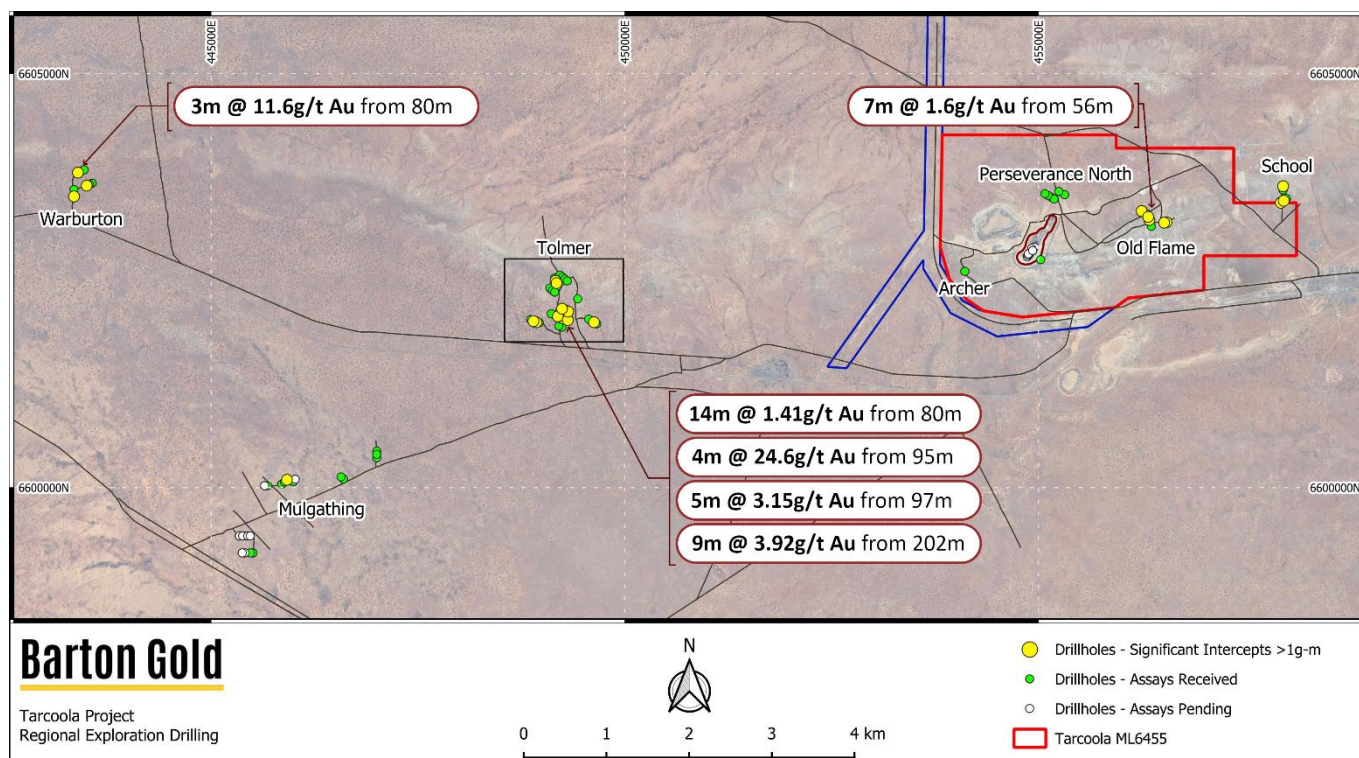 445000E
450000E
455000E
6605000N
6605000N
3m @ 11.6g/t Au from 80m
7m @ 1.6g/t Au from 56m
Perseverance North
School
Warburton
Tolmer
Old Flame
Archer
14m @ 1.41g/t Au from 80m
4m @ 24.6g/t Au from 95m
5m @ 3.15g/t Au from 97m
9m @ 3.92g/t Au from 202m
6600000N
6600000N
Mulgathing
Barton Gold
Tarcoola Project
Regional Exploration Drilling
N
0 1 2 3 4 km
Drillholes - Significant Intercepts >1g-m
Drillholes - Assays Received
Drillholes - Assays Pending
Tarcoola ML6455